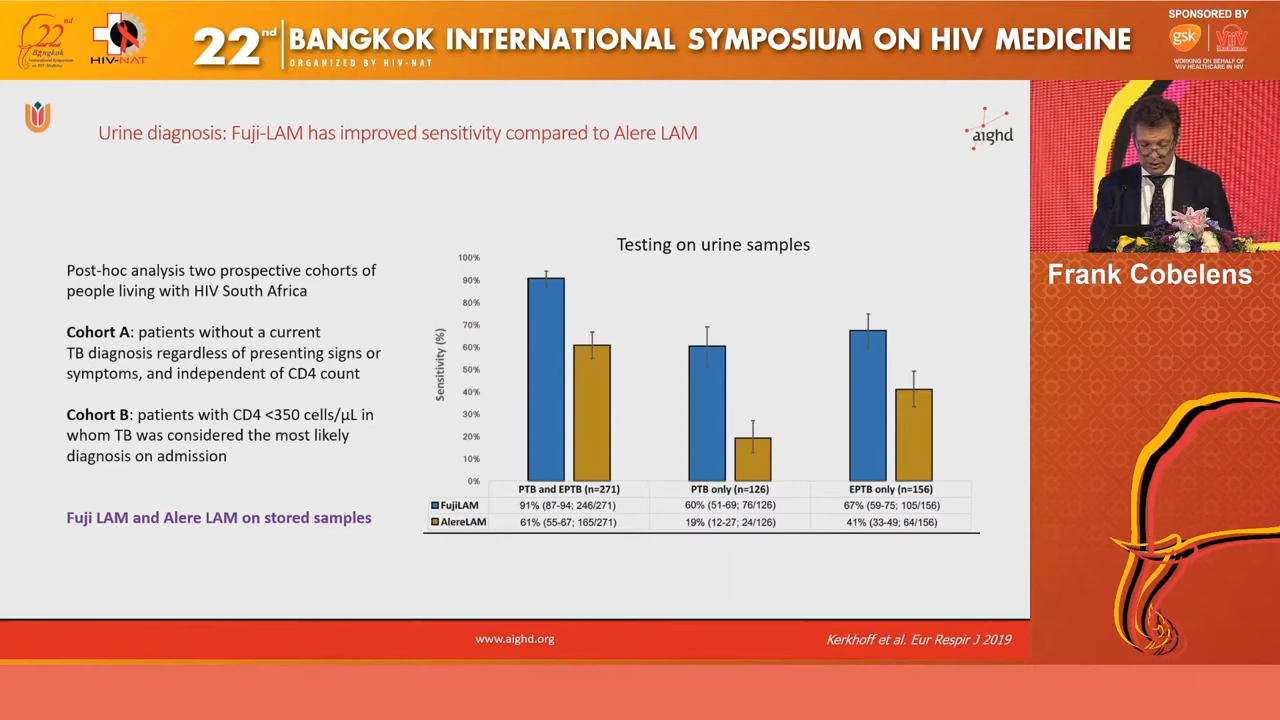 22nd
Bangkok
International Symposium
on HIV Medicine
HIV-NAT
22nd BANGKOK INTERNATIONAL SYMPOSIUM ON HIV MEDICINE
ORGANIZED BY HIV-NAT
SPONSORED BY
gsk
ViiV
WORKING ON BEHALF OF
VIIV HEALTHCARE IN HIV
Urine diagnosis: Fuji-LAM has improved sensitivity compared to Alere LAM
aighd
Post-hoc analysis two prospective cohorts of
people living with HIV South Africa
Cohort A: patients without a current
TB diagnosis regardless of presenting signs or
symptoms, and independent of CD4 count
Cohort B: patients with CD4 <350 cells/µL in
whom TB was considered the most likely
diagnosis on admission
Fuji LAM and Alere LAM on stored samples
Testing on urine samples
Sensitivity (%)
100%
90%
80%
70%
60%
50%
40%
30%
20%
10%
0%
PTB and EPTB (n=271) PTB only (n=126) EPTB only (n=156)
FujiLAM 91% (87-94; 246/271) 60% (51-69; 76/126) 67% (59-75; 105/156)
AlereLAM 61% (55-67; 165/271) 19% (12-27; 24/126) 41% (33-49; 64/156)
www.aighd.org
Kerkhoff et al. Eur Respir J 2019
Frank Cobelens